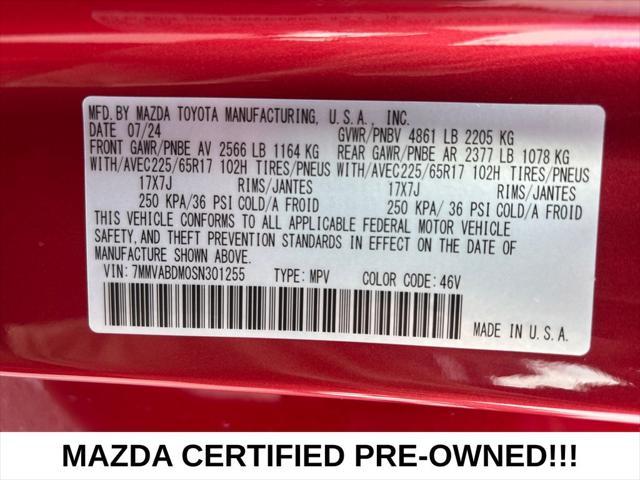 MFD. BY MAZDA TOYOTA MANUFACTURING, U.S.A., INC.
DATE 07/24 GVWR/PNBV 4861 LB 2205 KG
FRONT GAWR/PNBE AV 2566 LB 1164 KG REAR GAWR/PNBE AR 2377 LB 1078 KG
WITH/AVEC225/65R17 102H TIRES/PNEUS WITH/AVEC225/65R17 102H TIRES/PNEUS
17X7J RIMS/JANTES 17X7J RIMS/JANTES
250 KPA/36 PSI COLD/A FROID 250 KPA/36 PSI COLD/A FROID
THIS VEHICLE CONFORMS TO ALL APPLICABLE FEDERAL MOTOR VEHICLE
SAFETY, AND THEFT PREVENTION STANDARDS IN EFFECT ON THE DATE OF
MANUFACTURE SHOWN ABOVE.
VIN: 7MMVABDM0SN301255 TYPE: MPV COLOR CODE: 46V
MADE IN U.S.A.
MAZDA CERTIFIED PRE-OWNED!!!